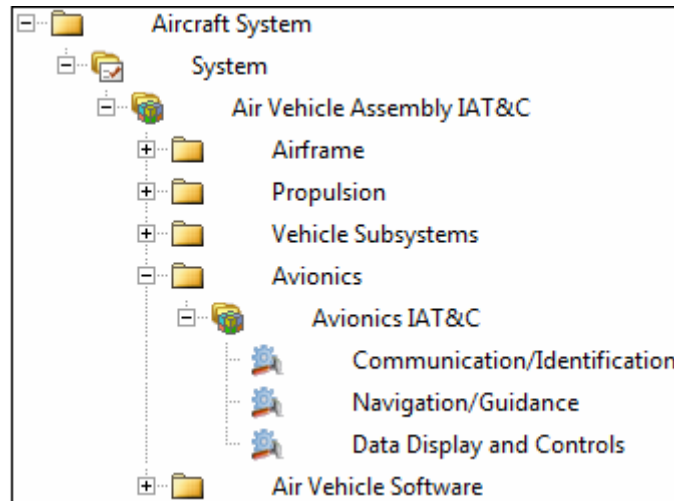 Aircraft System
System
Air Vehicle Assembly IAT&C
Airframe
Propulsion
Vehicle Subsystems
Avionics
Avionics IAT&C
Communication/Identification
Navigation/Guidance
Data Display and Controls
Air Vehicle Software